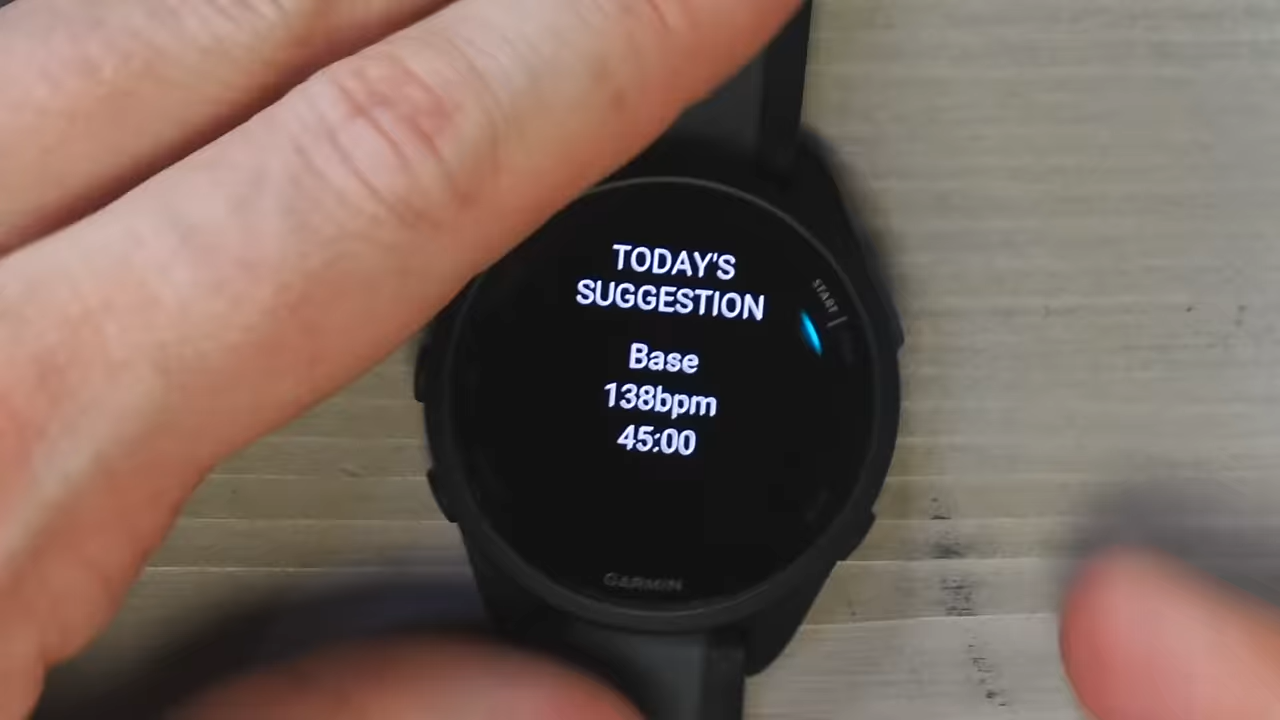 TODAY'S
SUGGESTION
START
Base
138bpm
45:00
GARMIN